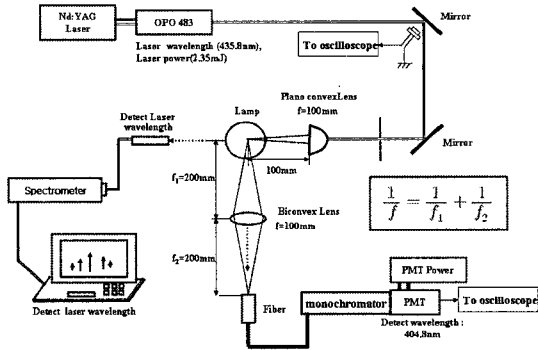 Nd:YAG
Laser
OPO 483
Laser wavelength (435.8nm),
Laser power(2.35mJ)
Mirror
To oscilloscope
Plano convexLens
f=100mm
Lamp
Detect Laser
wavelength
Mirror
100mm
f₁=200mm
Spectrometer
1/f = 1/f₁ + 1/f₂
Biconvex Lens
f=100mm
f₂=200mm
PMT Power
Fiber
monochromator
PMT
To oscilloscope
Detect laser wavelength
Detect wavelength :
404.8nm